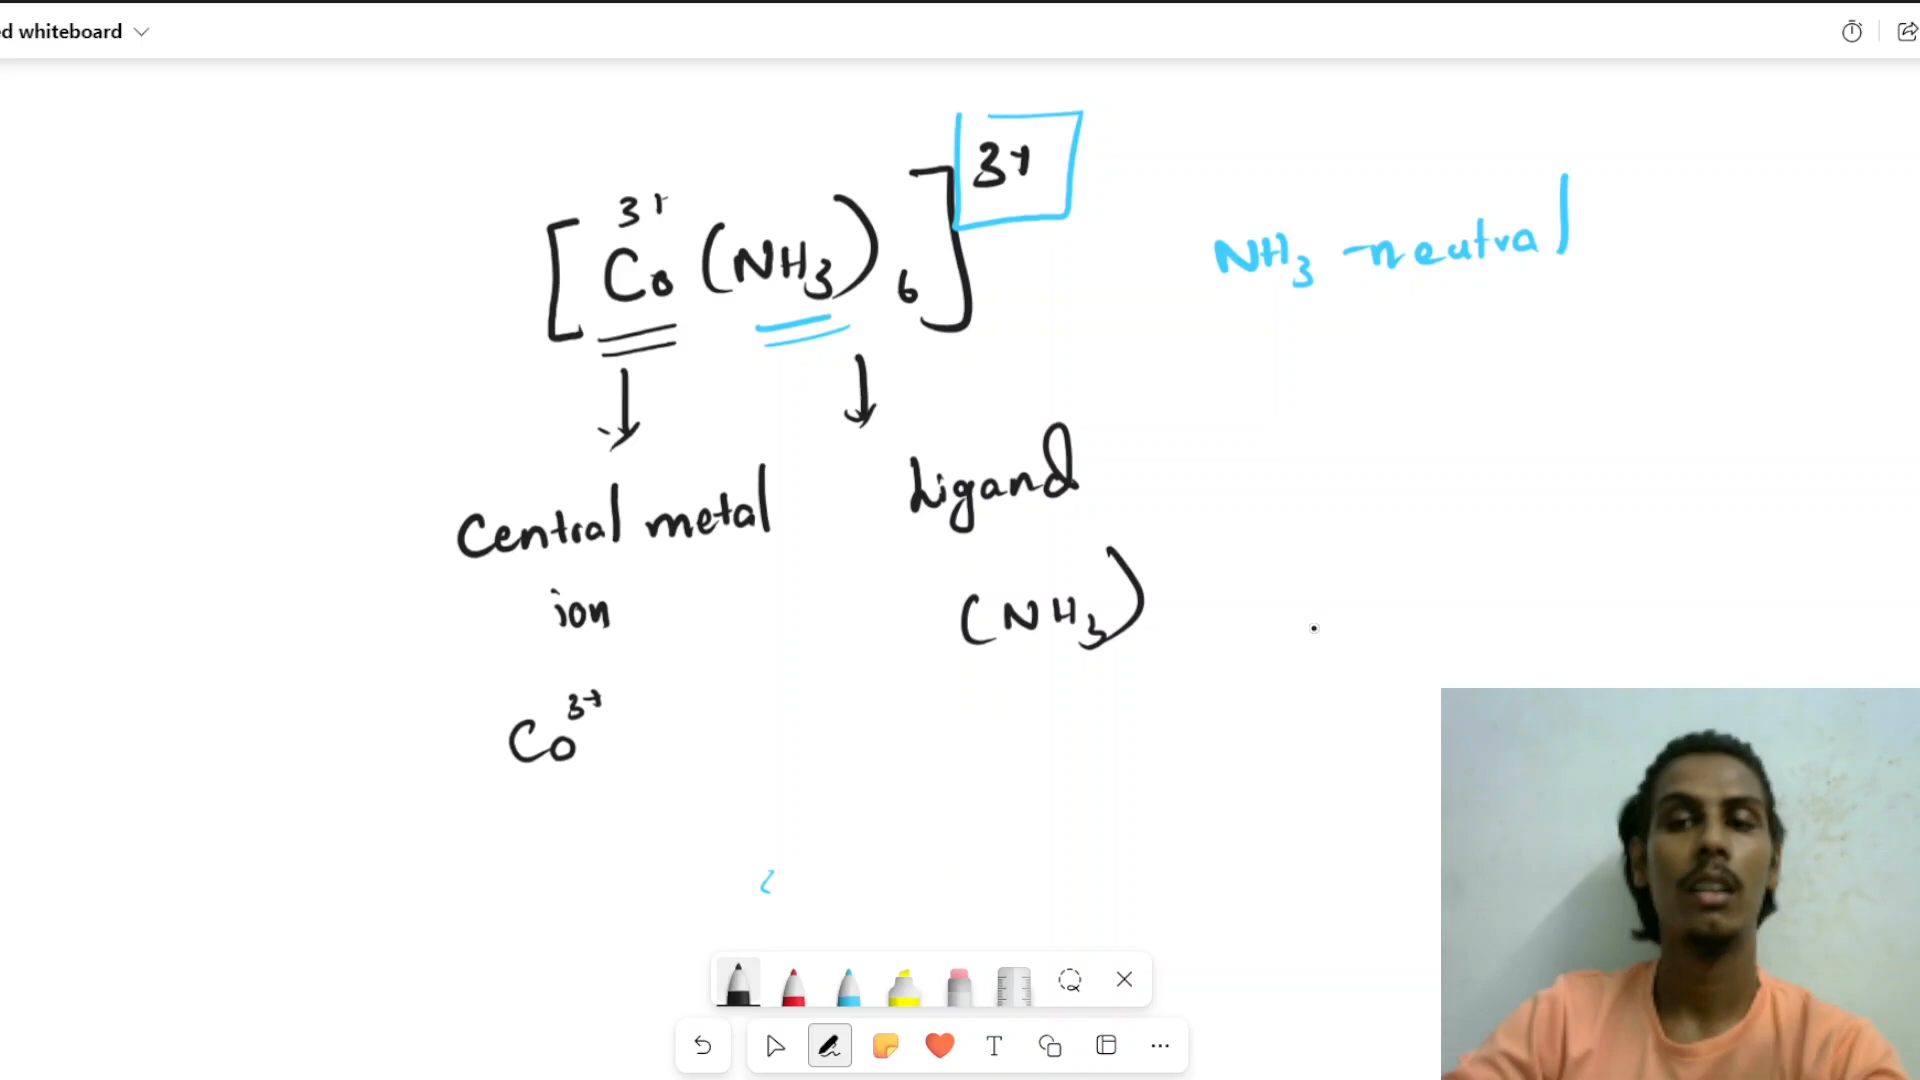 d whiteboard
[Co³⁺(NH₃)₆]³⁺
NH₃ - neutral
Central metal
ion
Ligand
(NH₃)
Co³⁺
T